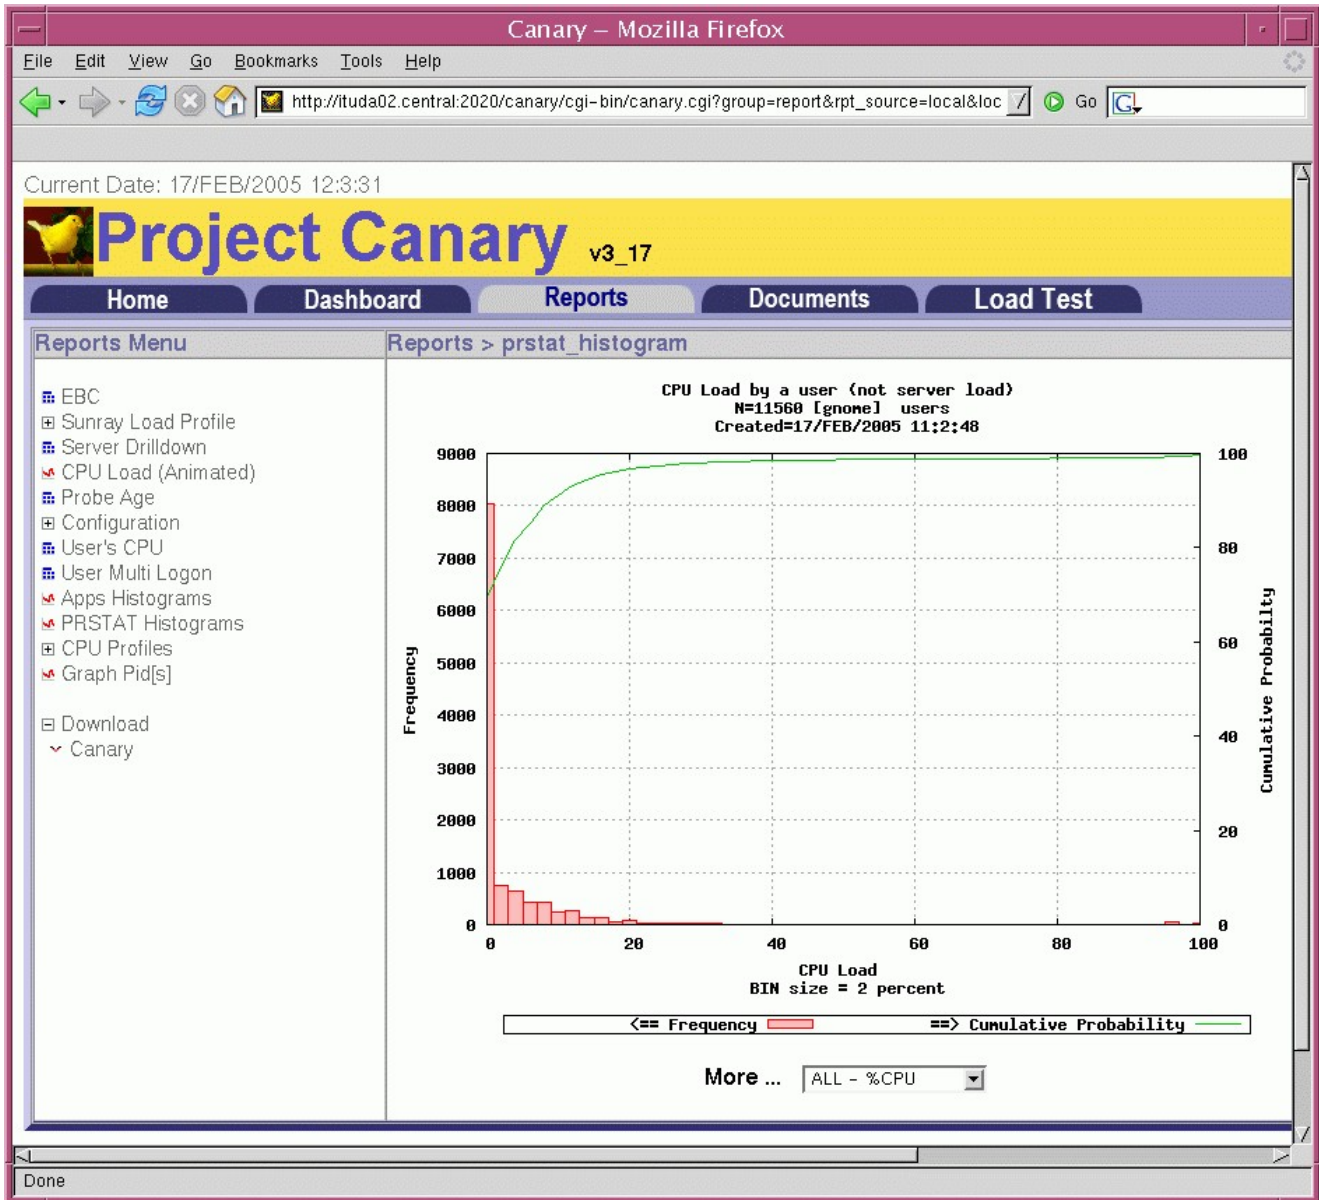 Canary – Mozilla Firefox
File Edit View Go Bookmarks Tools Help
http://ituda02.central:2020/canary/cgi-bin/canary.cgi?group=report&rpt_source=local&loc Go G
Current Date: 17/FEB/2005 12:3:31
Project Canary v3_17
Home Dashboard Reports Documents Load Test
Reports Menu
EBC
Sunray Load Profile
Server Drilldown
CPU Load (Animated)
Probe Age
Configuration
User's CPU
User Multi Logon
Apps Histograms
PRSTAT Histograms
CPU Profiles
Graph Pid[s]
Download
Canary
Reports > prstat_histogram
CPU Load by a user (not server load)
N=11560 [gnome] users
Created=17/FEB/2005 11:2:48
9000
8000
7000
6000
5000
4000
3000
2000
1000
0
Frequency
100
80
60
40
20
0
Cumulative Probabilty
0 20 40 60 80 100
CPU Load
BIN size = 2 percent
<== Frequency ==> Cumulative Probability
More ... ALL - %CPU
Done